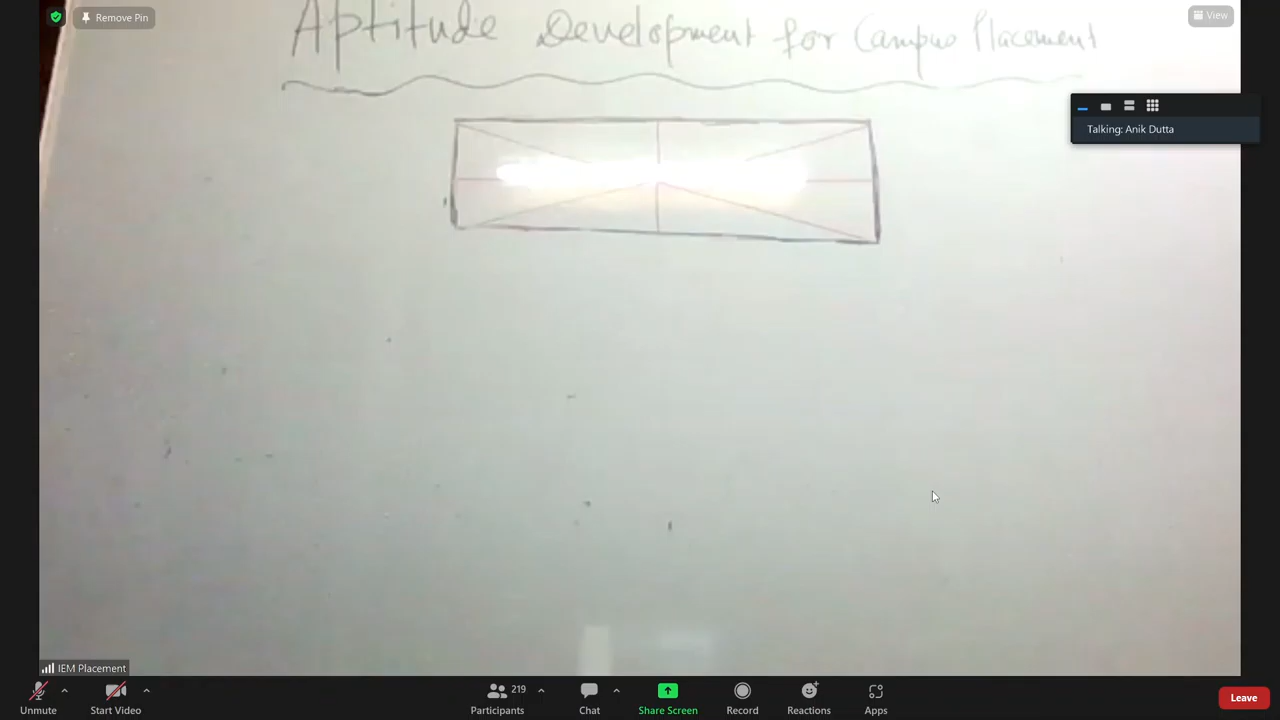 Remove Pin
View
Aptitude Development for Campus Placement
Talking: Anik Dutta
IEM Placement
219
Unmute
Start Video
Participants
Chat
Share Screen
Record
Reactions
Apps
Leave